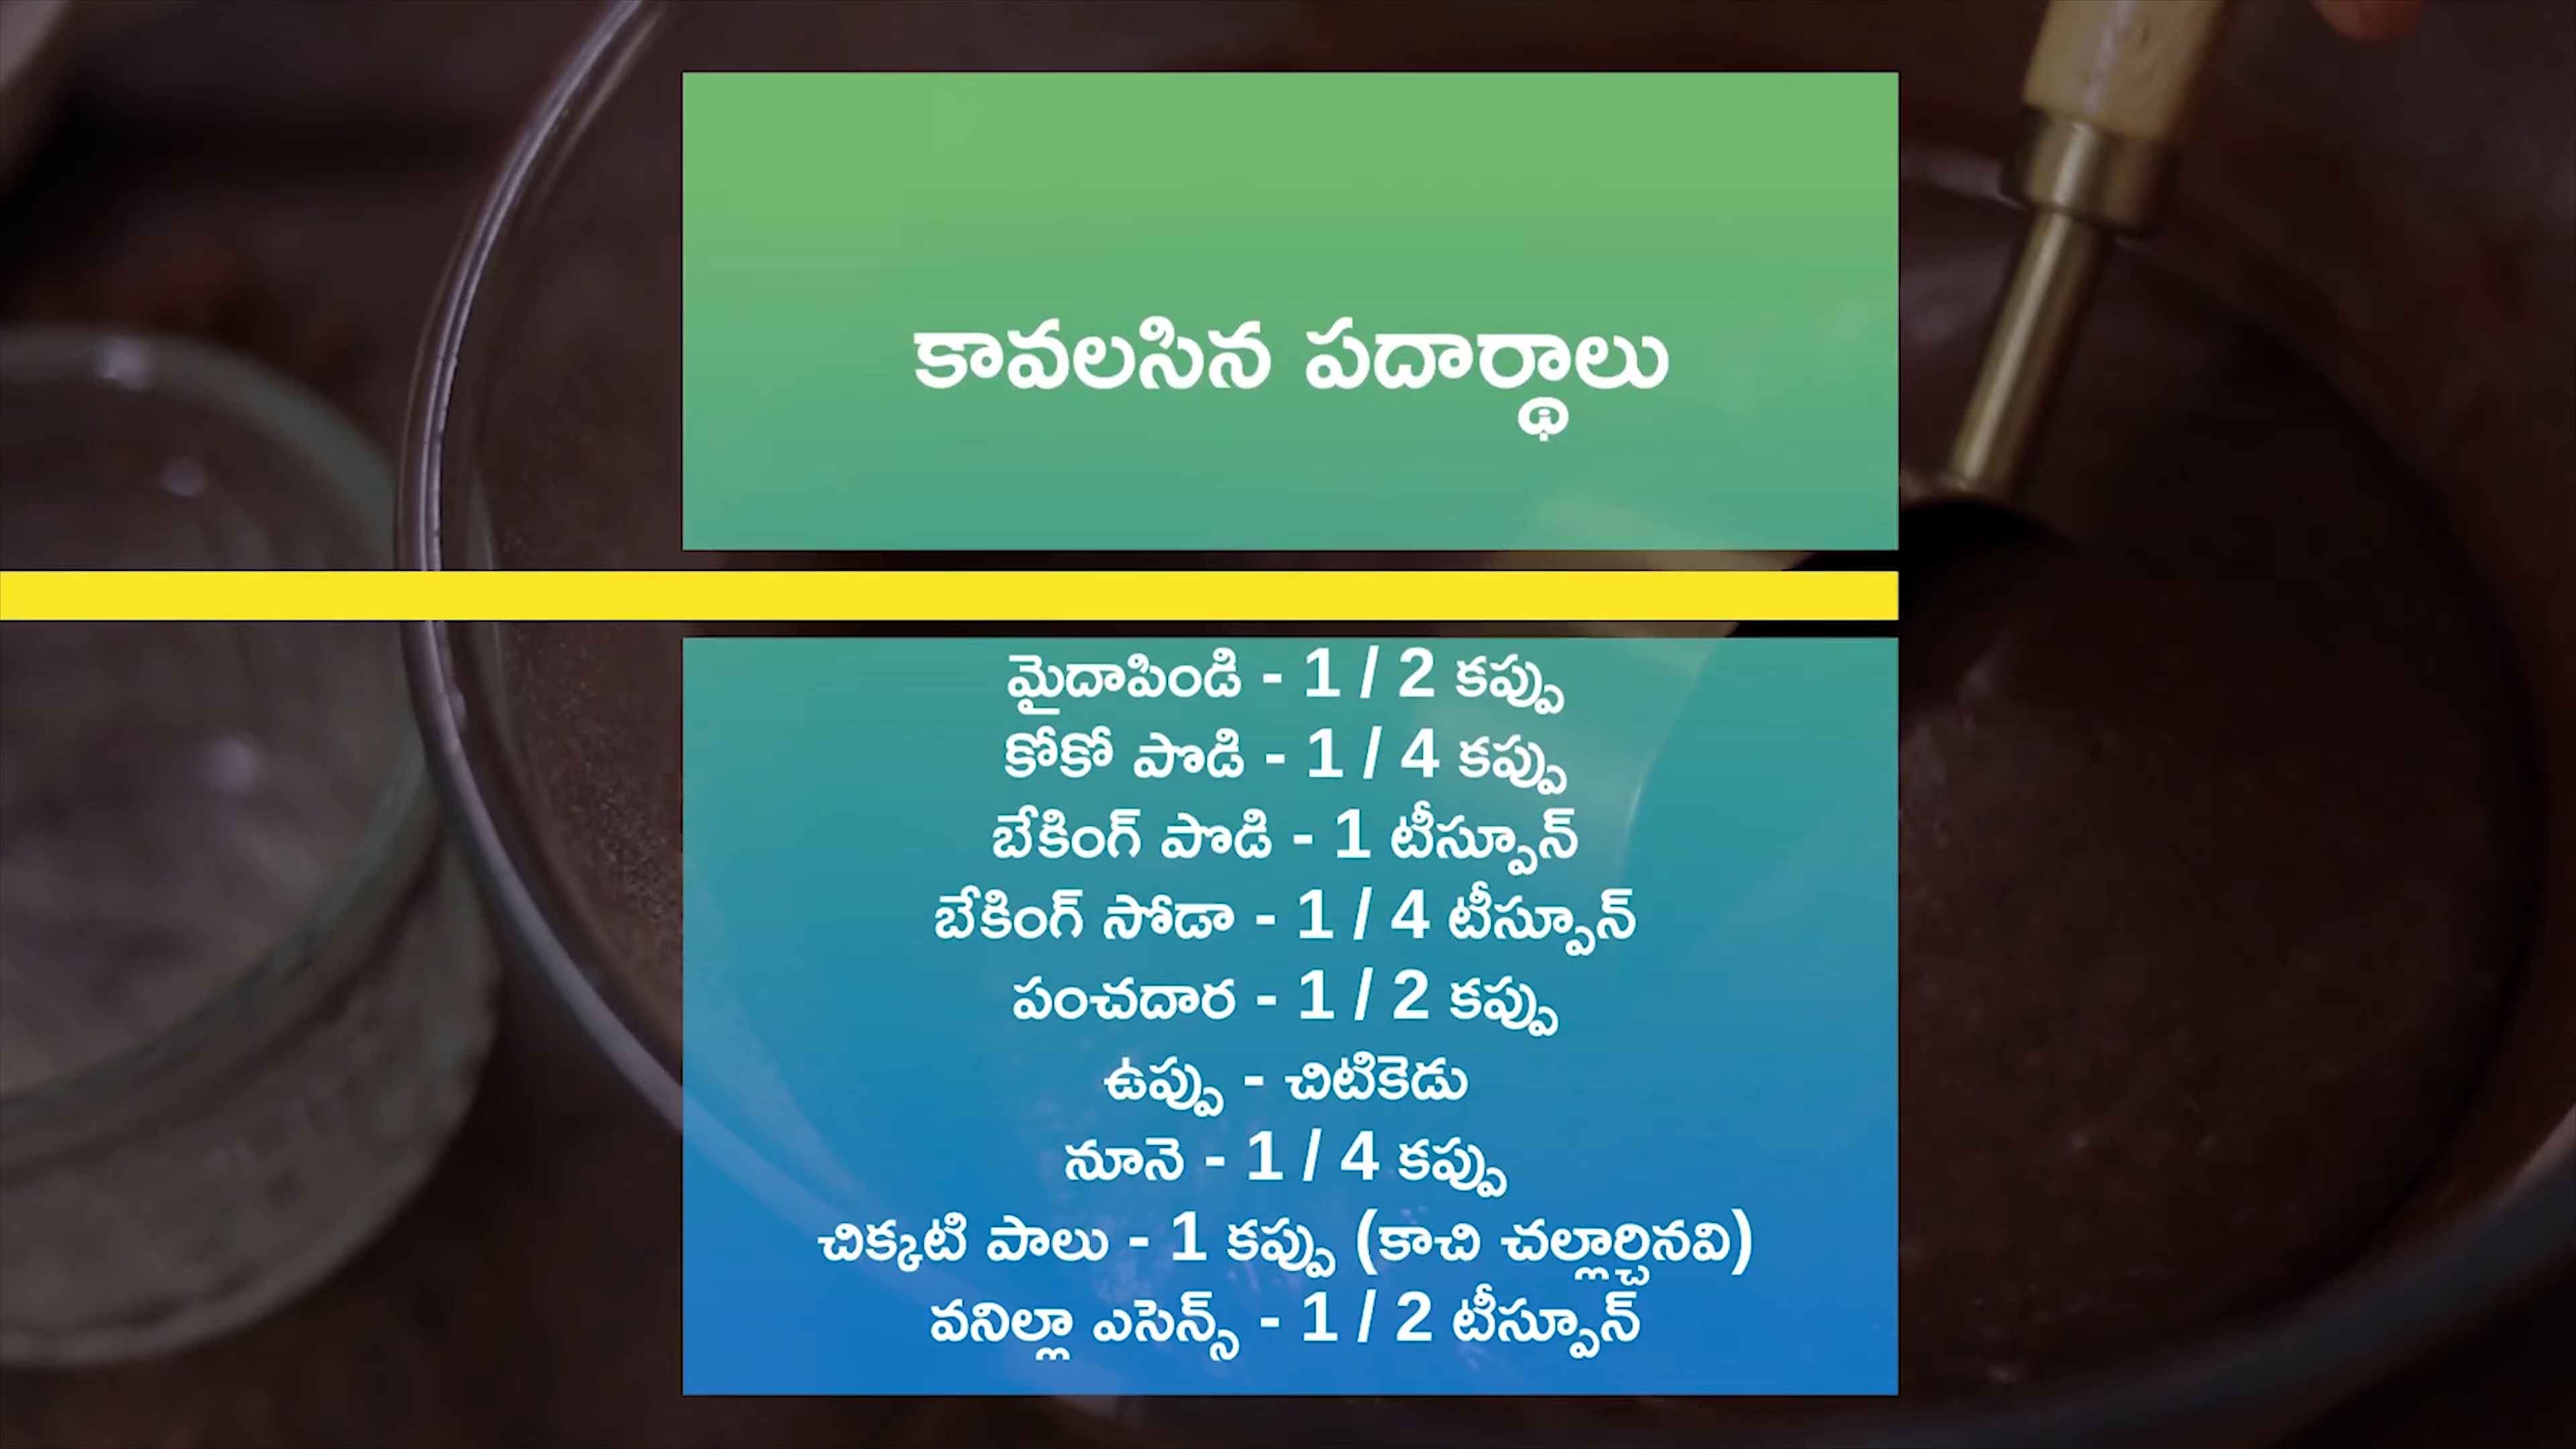 కావలసిన పదార్థాలు
మైదాపిండి - 1 / 2 కప్పు
కోకో పొడి - 1 / 4 కప్పు
బేకింగ్ పొడి - 1 టీస్పూన్
బేకింగ్ సోడా - 1 / 4 టీస్పూన్
పంచదార - 1 / 2 కప్పు
ఉప్పు - చిటికెడు
నూనె - 1 / 4 కప్పు
చిక్కటి పాలు - 1 కప్పు (కాచి చల్లార్చినవి)
వనిల్లా ఎసెన్స్ - 1 / 2 టీస్పూన్